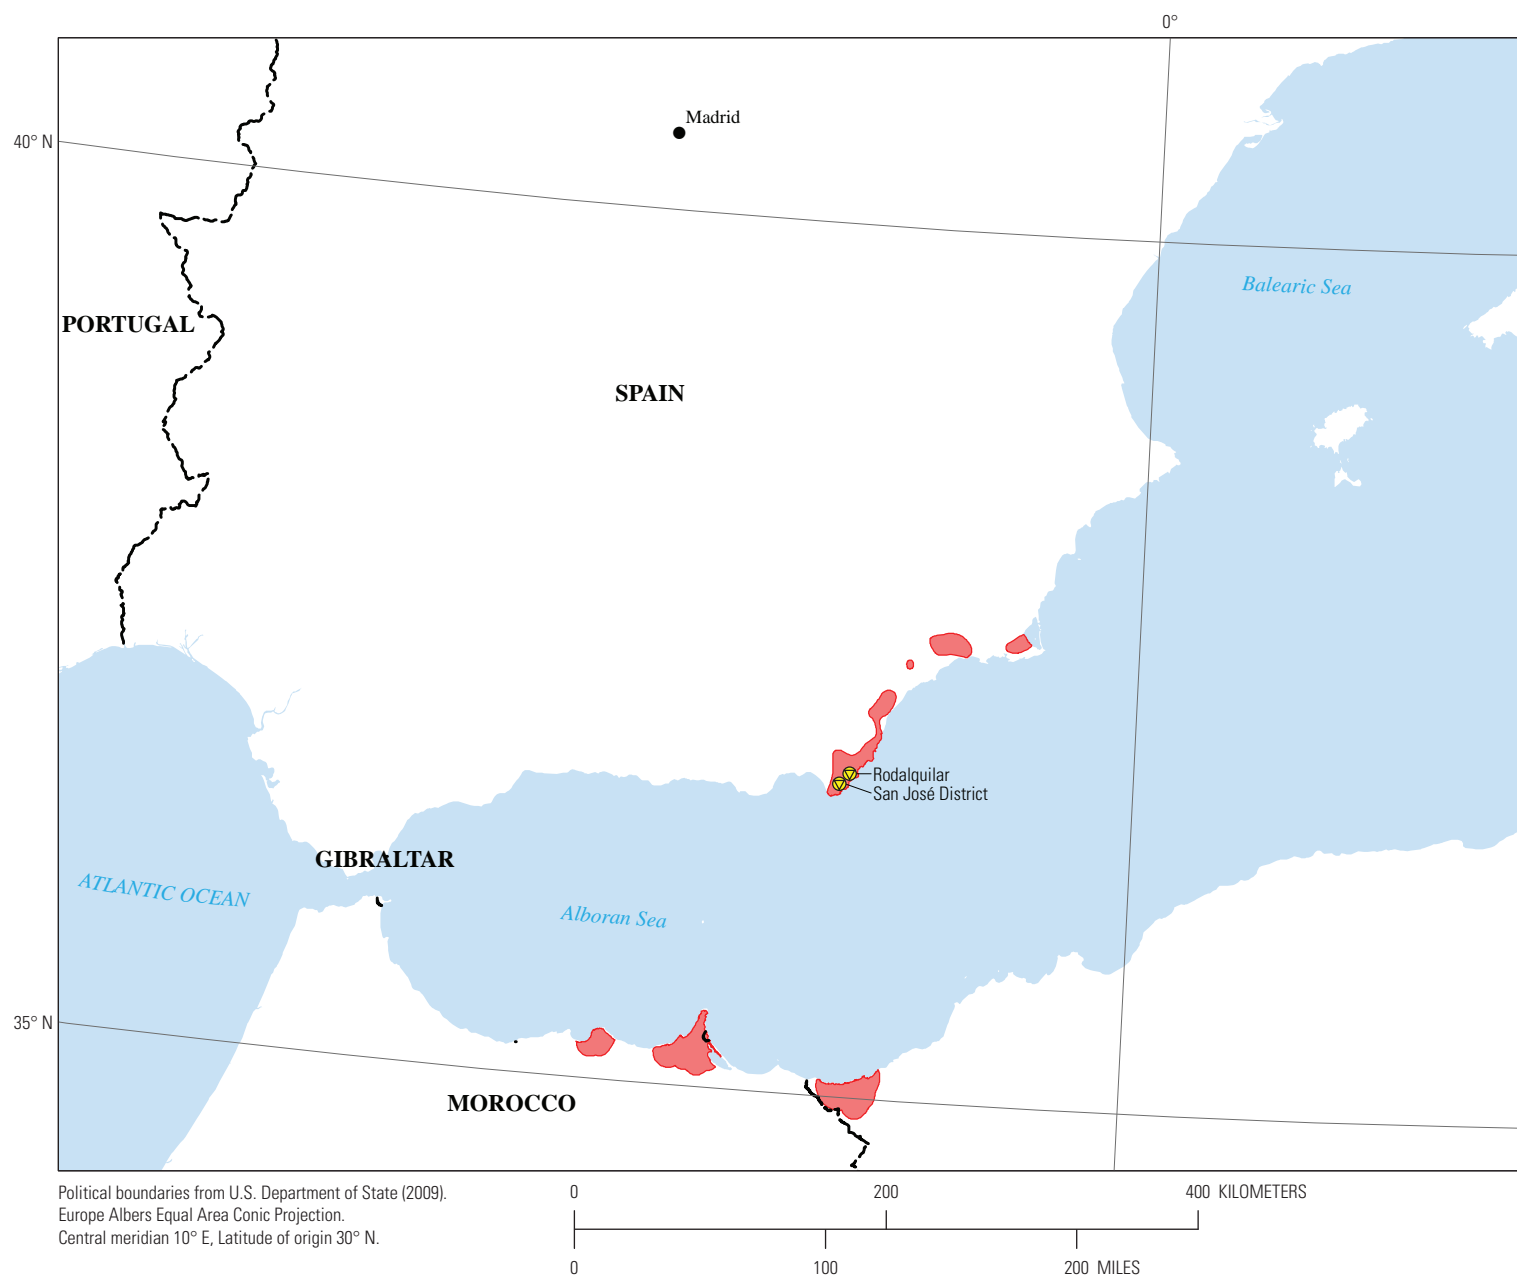 0°
Madrid
40° N
Balearic Sea
PORTUGAL
SPAIN
Rodalquilar
San José District
GIBRALTAR
ATLANTIC OCEAN
Alboran Sea
35° N
MOROCCO
Political boundaries from U.S. Department of State (2009).
Europe Albers Equal Area Conic Projection.
Central meridian 10° E, Latitude of origin 30° N.
0 200 400 KILOMETERS
0 100 200 MILES